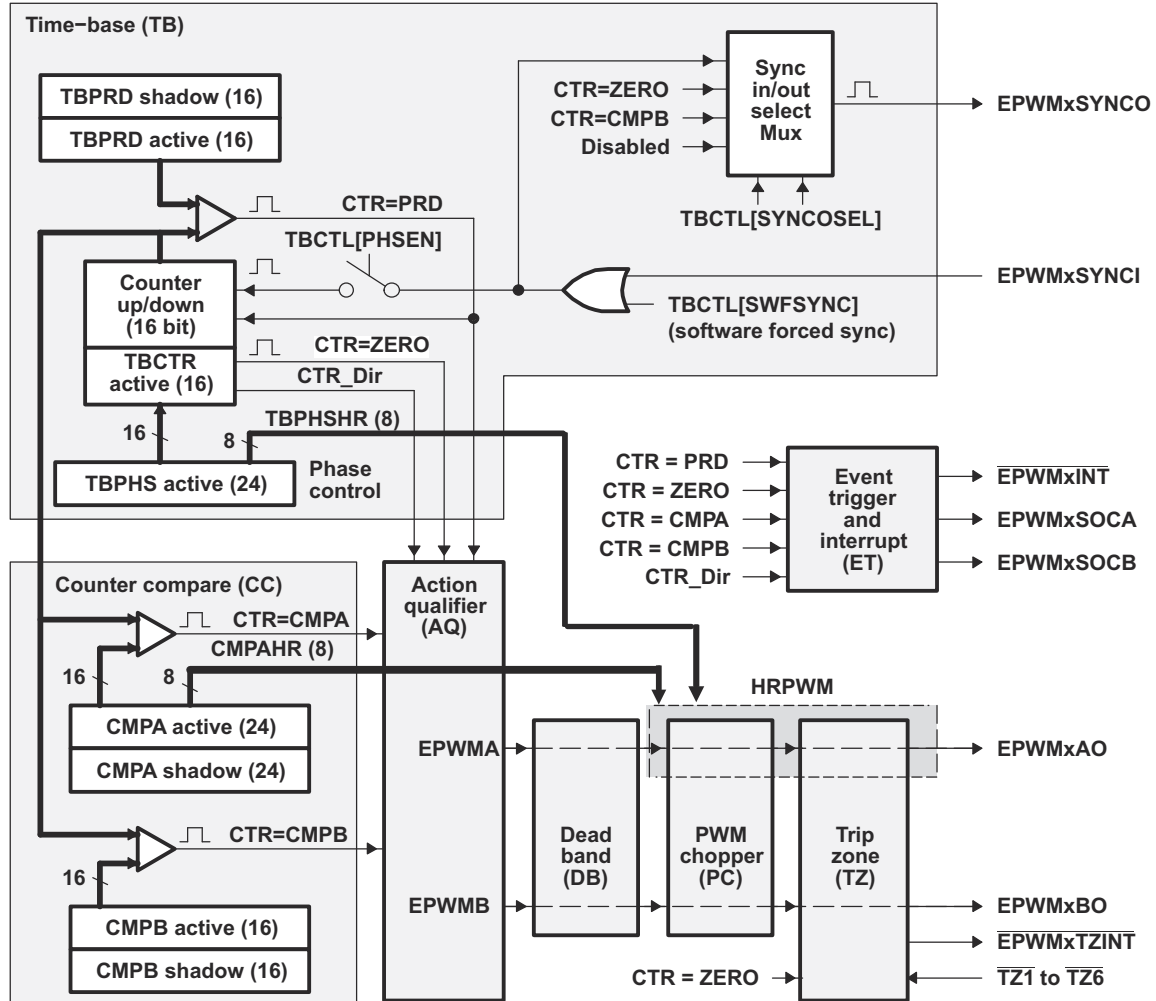 Time−base (TB)
TBPRD shadow (16)
TBPRD active (16)
CTR=PRD
TBCTL[PHSEN]
Counter
up/down
(16 bit)
TBCTR
active (16)
CTR=ZERO
CTR_Dir
16
8
TBPHSHR (8)
TBPHS active (24)
Phase
control
CTR=ZERO
CTR=CMPB
Disabled
Sync
in/out
select
Mux
TBCTL[SYNCOSEL]
EPWMxSYNCO
EPWMxSYNCI
TBCTL[SWFSYNC]
(software forced sync)
CTR = PRD
CTR = ZERO
CTR = CMPA
CTR = CMPB
CTR_Dir
Event
trigger
and
interrupt
(ET)
EPWMxINT
EPWMxSOCA
EPWMxSOCB
Counter compare (CC)
CTR=CMPA
CMPAHR (8)
16
8
CMPA active (24)
CMPA shadow (24)
CTR=CMPB
16
CMPB active (16)
CMPB shadow (16)
Action
qualifier
(AQ)
EPWMA
EPWMB
Dead
band
(DB)
HRPWM
PWM
chopper
(PC)
Trip
zone
(TZ)
CTR = ZERO
EPWMxAO
EPWMxBO
EPWMxTZINT
TZ1 to TZ6